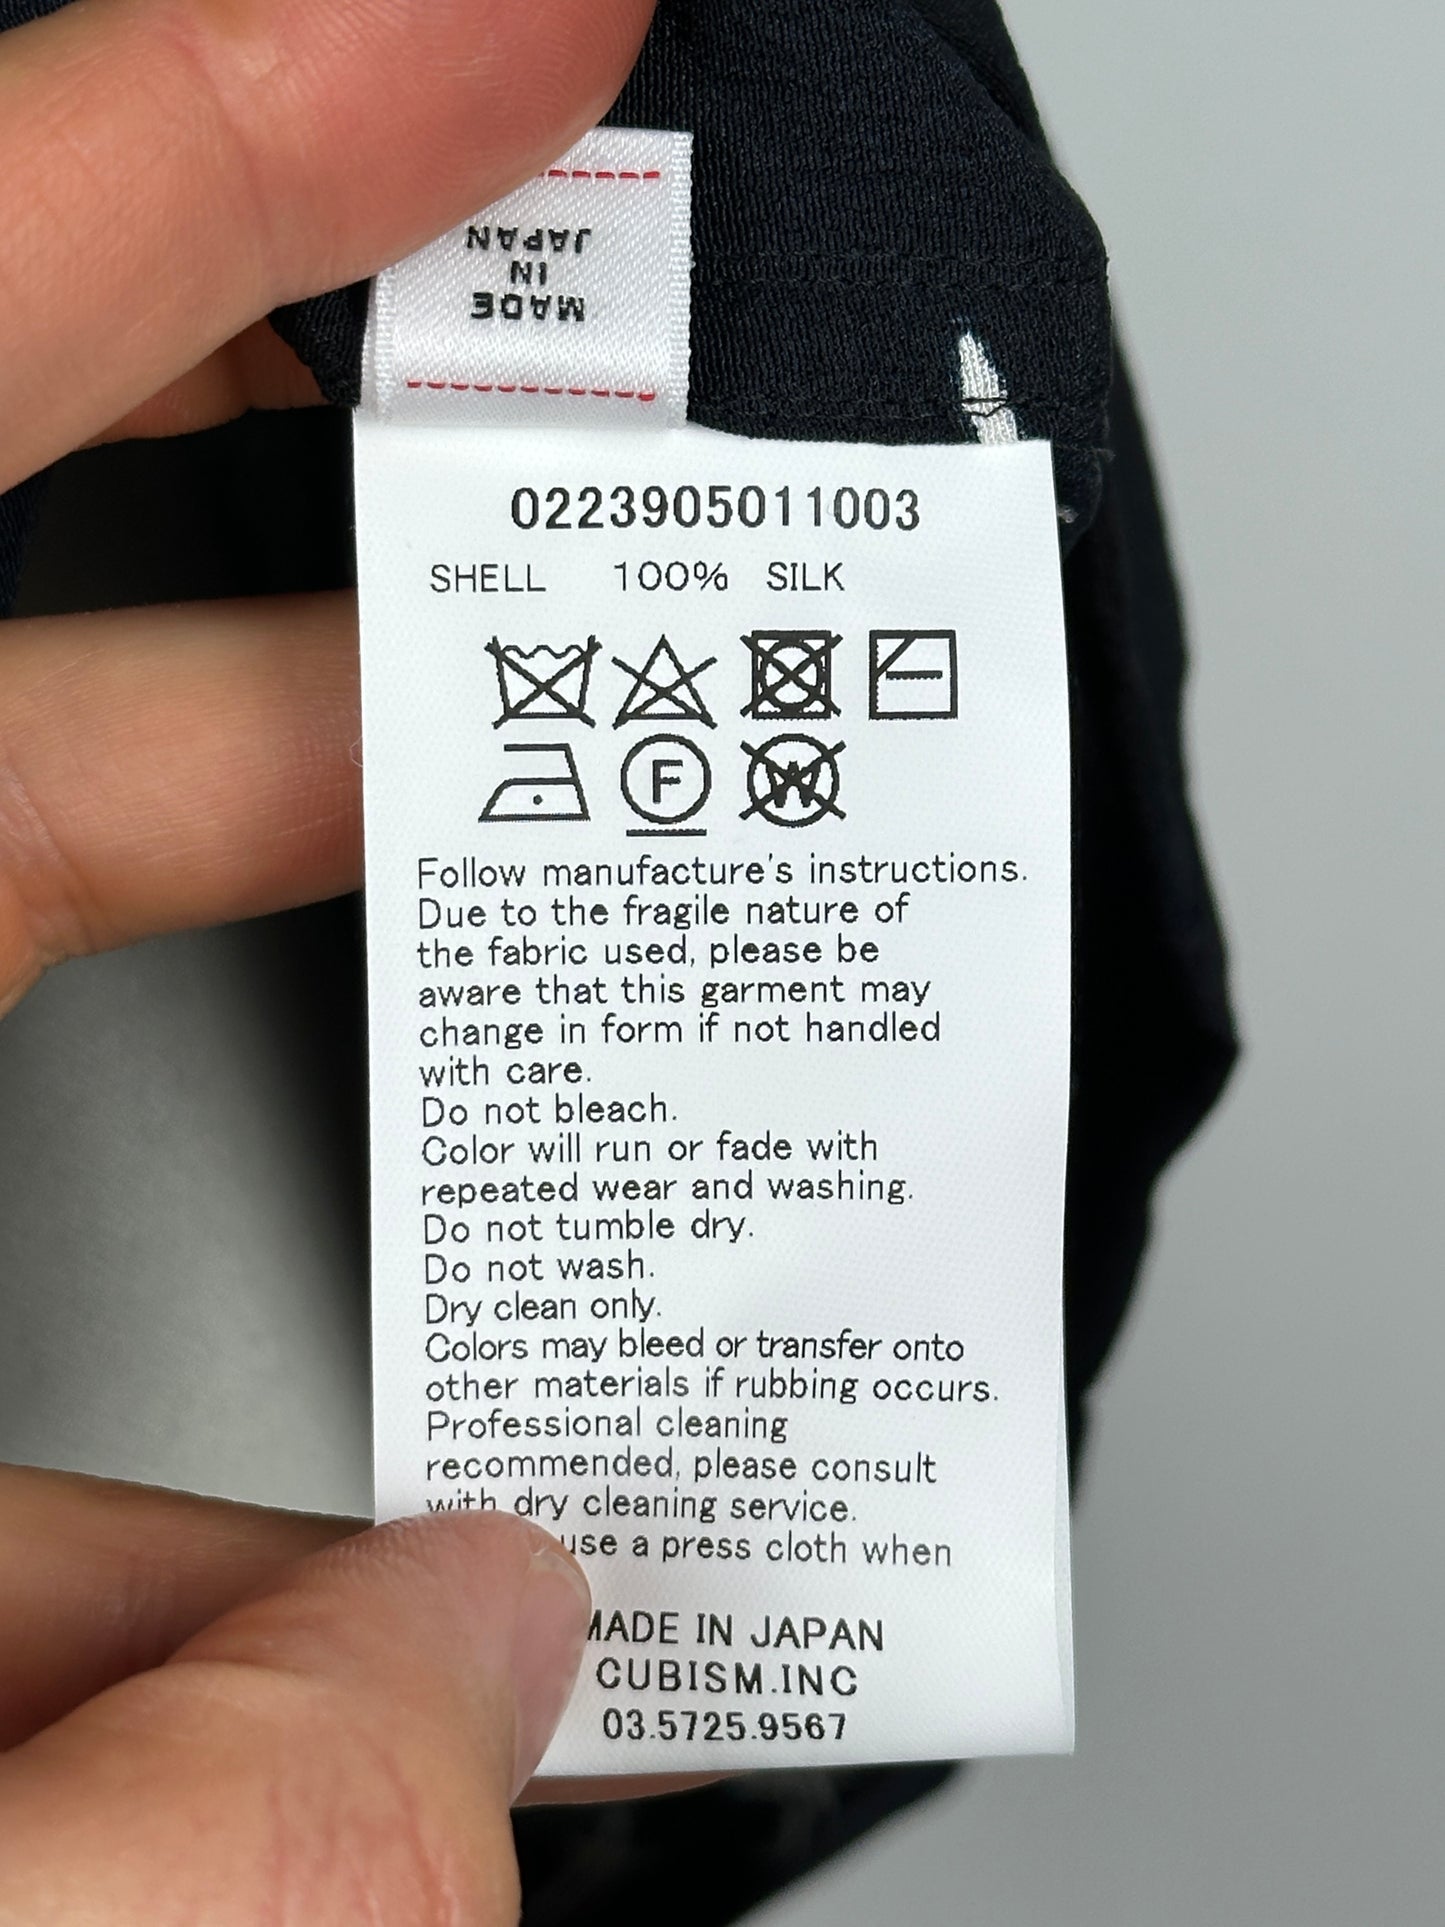 MADE
IN
JAPAN
0223905011003
SHELL 100% SILK
F
W
Follow manufacture's instructions.
Due to the fragile nature of
the fabric used, please be
aware that this garment may
change in form if not handled
with care.
Do not bleach.
Color will run or fade with
repeated wear and washing.
Do not tumble dry.
Do not wash.
Dry clean only.
Colors may bleed or transfer onto
other materials if rubbing occurs.
Professional cleaning
recommended, please consult
with dry cleaning service.
use a press cloth when
MADE IN JAPAN
CUBISM.INC
03.5725.9567